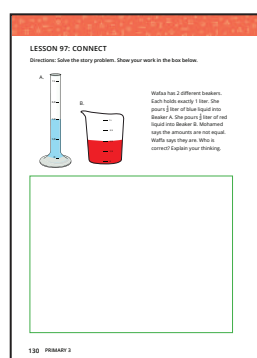 LESSON 97: CONNECT
Directions: Solve the story problem. Show your work in the box below.
A.
B.
Wafaa has 2 different beakers.
Each holds exactly 1 liter. She
pours liter of blue liquid into
Beaker A. She pours liter of red
liquid into Beaker B. Mohamed
says the amounts are not equal.
Waffa says they are. Who is
correct? Explain your thinking.
130 PRIMARY 3